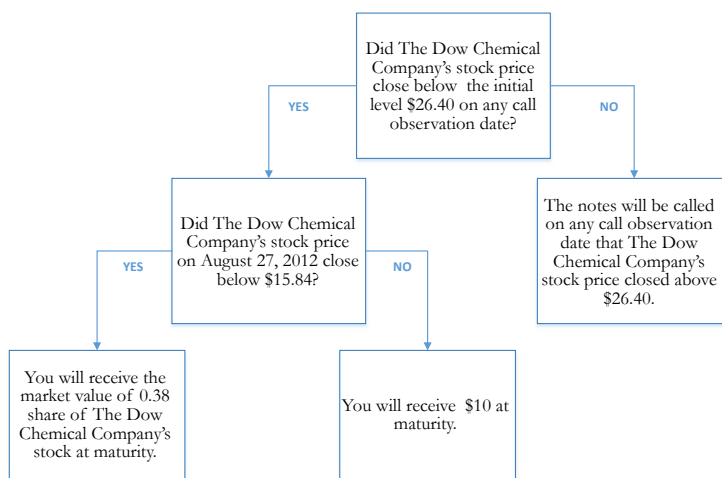 Did The Dow Chemical
Company's stock price
close below the initial
level $26.40 on any call
observation date?
YES
NO
Did The Dow Chemical
Company's stock price
on August 27, 2012 close
below $15.84?
The notes will be called
on any call observation
date that The Dow
Chemical Company's
stock price closed above
$26.40.
YES
NO
You will receive the
market value of 0.38
share of The Dow
Chemical Company's
stock at maturity.
You will receive $10 at
maturity.